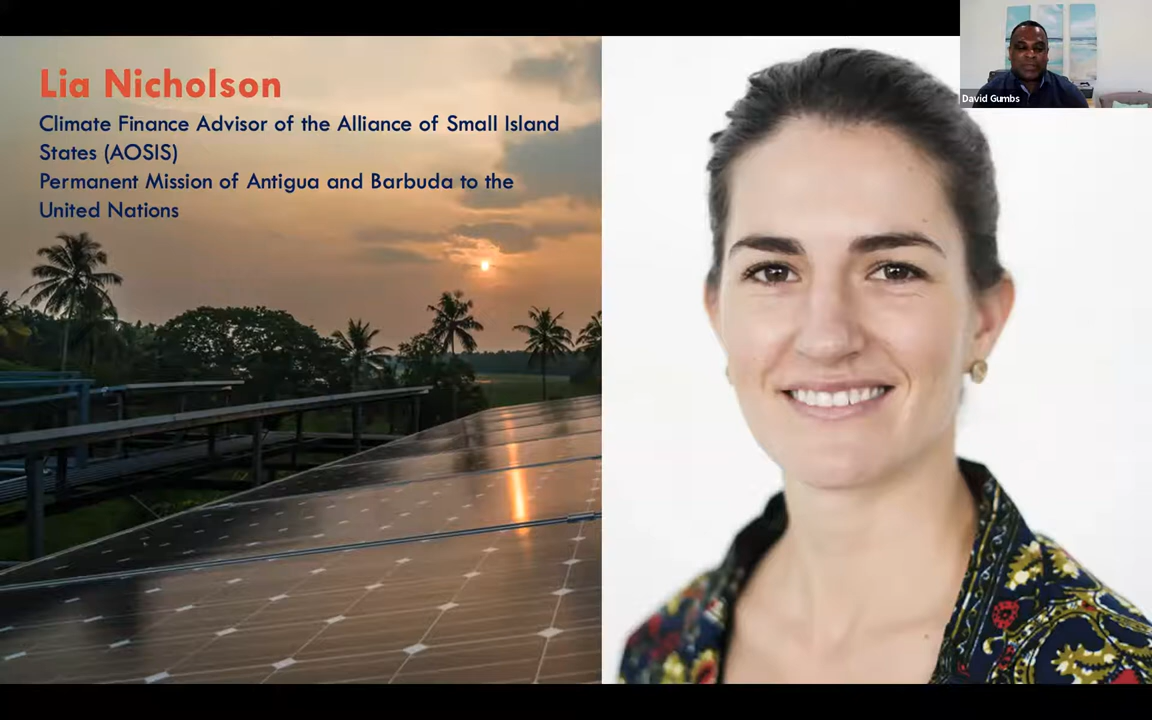 Lia Nicholson
Climate Finance Advisor of the Alliance of Small Island
States (AOSIS)
Permanent Mission of Antigua and Barbuda to the
United Nations
David Gumbs